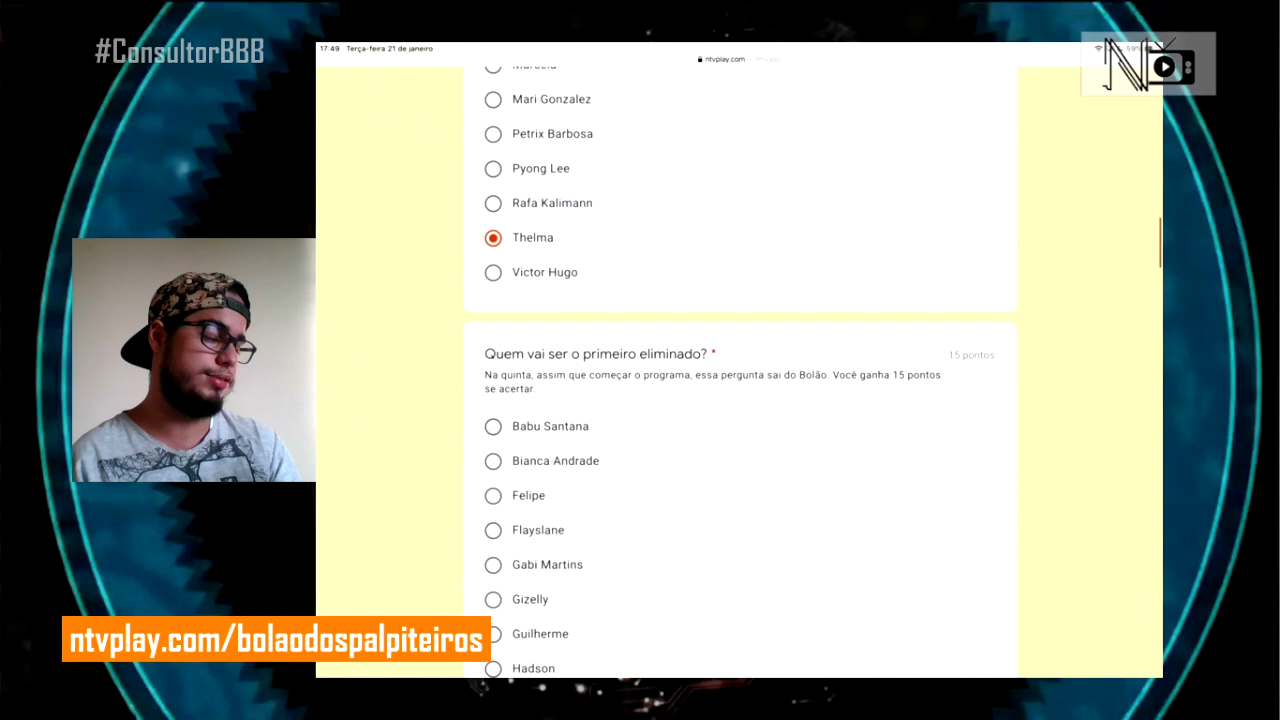 #ConsultorBBB
17:49 Terça-feira 21 de janeiro
ntvplay.com
59%
N
Mari Gonzalez
Petrix Barbosa
Pyong Lee
Rafa Kalimann
Thelma
Victor Hugo
Quem vai ser o primeiro eliminado? *
15 pontos
Na quinta, assim que começar o programa, essa pergunta sai do Bolão. Você ganha 15 pontos
se acertar.
Babu Santana
Bianca Andrade
Felipe
Flayslane
Gabi Martins
Gizelly
Guilherme
Hadson
ntvplay.com/bolaodospalpiteiros